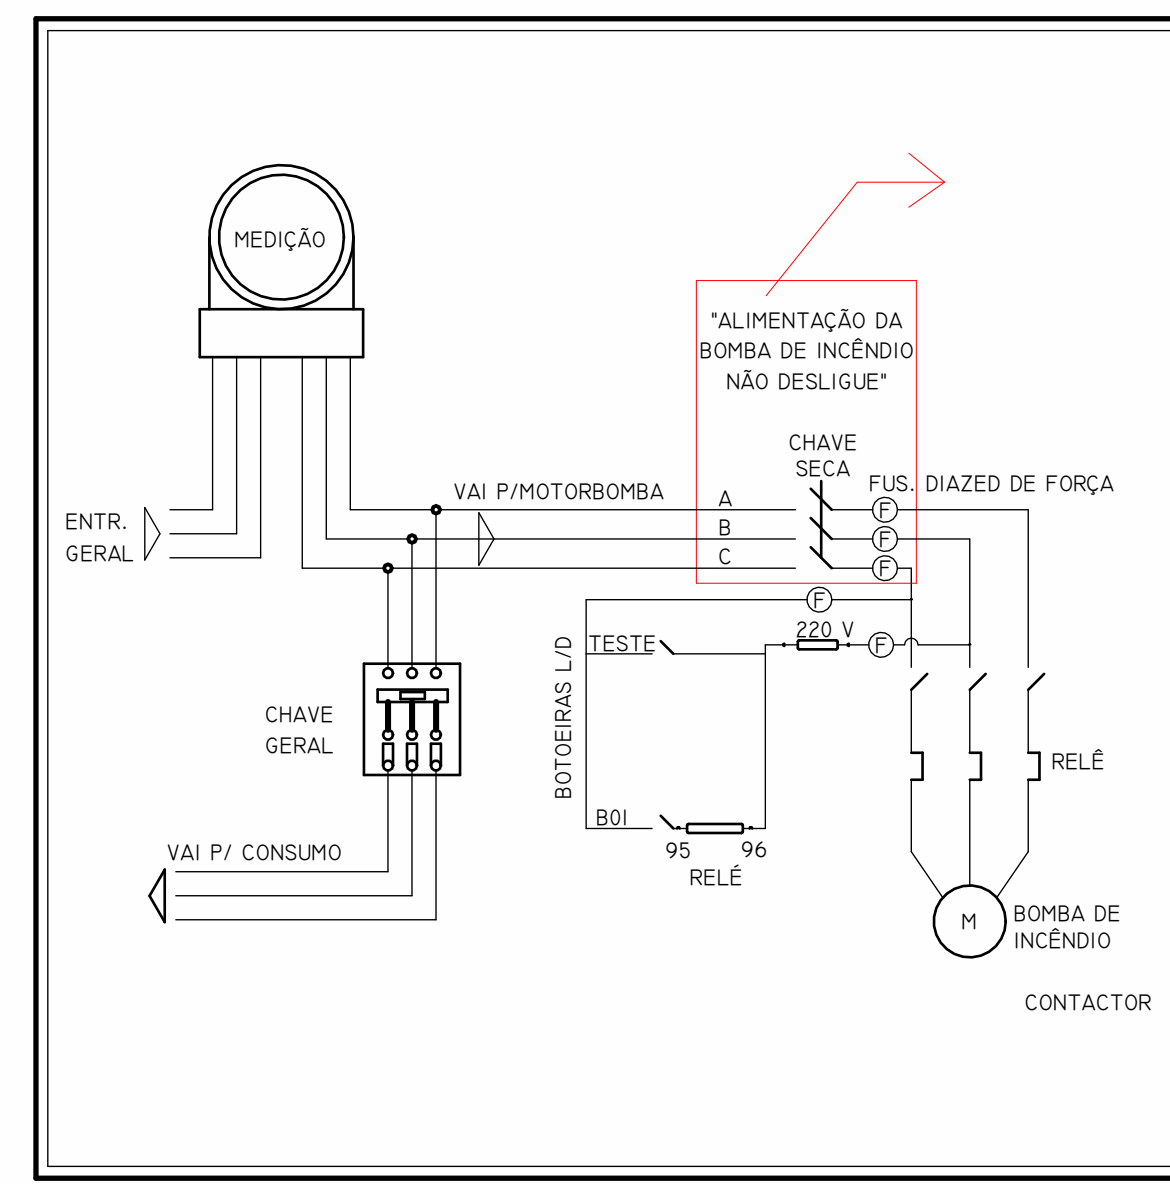 MEDIÇÃO
"ALIMENTAÇÃO DA
BOMBA DE INCÊNDIO
NÃO DESLIGUE"
CHAVE
SECA
FUS. DIAZED DE FORÇA
VAI P/MOTORBOMBA
A
B
C
F
F
F
ENTR.
GERAL
F
220 V
F
TESTE
BOTOEIRAS L/D
CHAVE
GERAL
RELÊ
B01
95
96
RELÉ
VAI P/ CONSUMO
M
BOMBA DE
INCÊNDIO
CONTACTOR